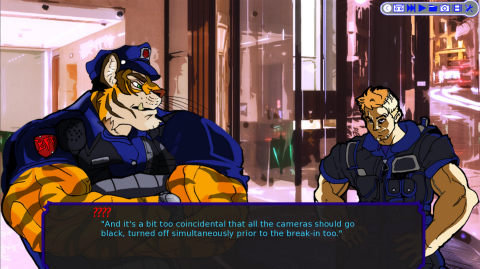 ????
"And it's a bit too coincidental that all the cameras should go
black, turned off simultaneously prior to the break-in too."